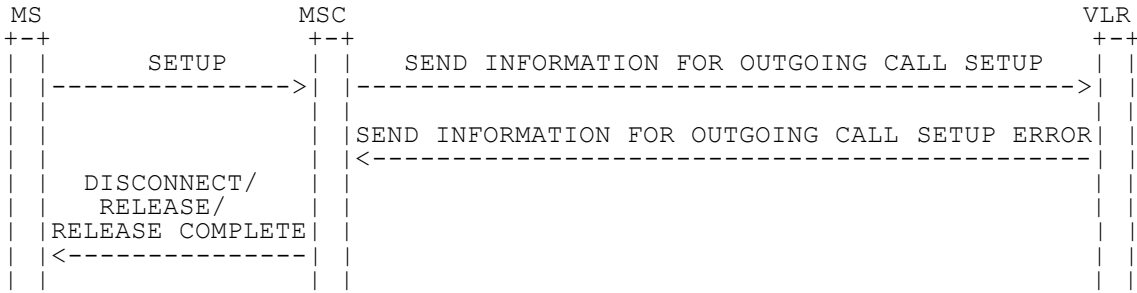 MS MSC VLR
SETUP SEND INFORMATION FOR OUTGOING CALL SETUP
SEND INFORMATION FOR OUTGOING CALL SETUP ERROR
DISCONNECT/
RELEASE/
RELEASE COMPLETE